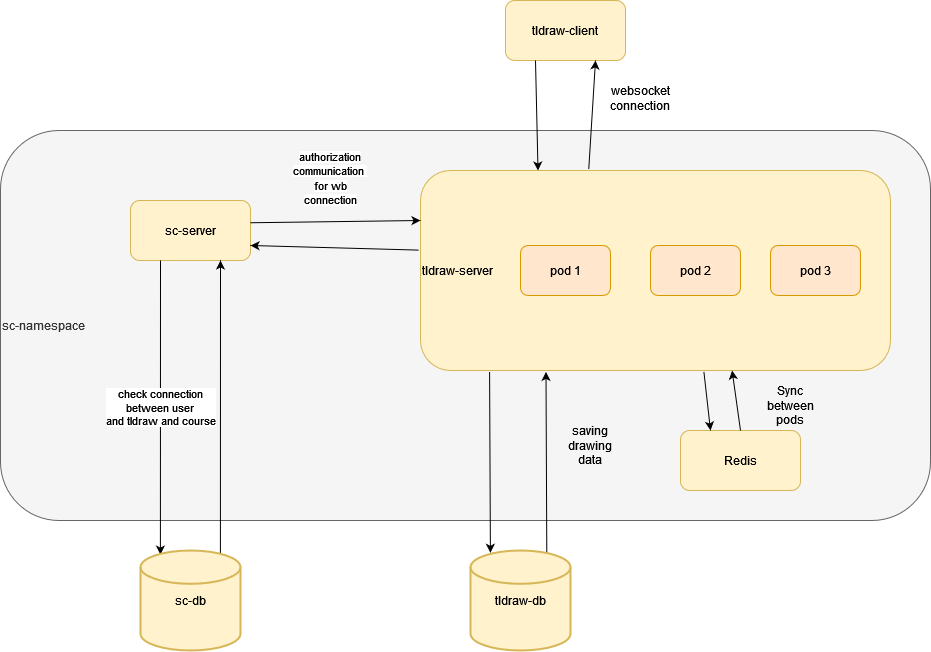 tldraw-client
websocket
connection
authorization
communication
for wb
connection
sc-server
tldraw-server
pod 1
pod 2
pod 3
sc-namespace
check connection
between user
and tldraw and course
saving
drawing
data
Sync
between
pods
Redis
sc-db
tldraw-db